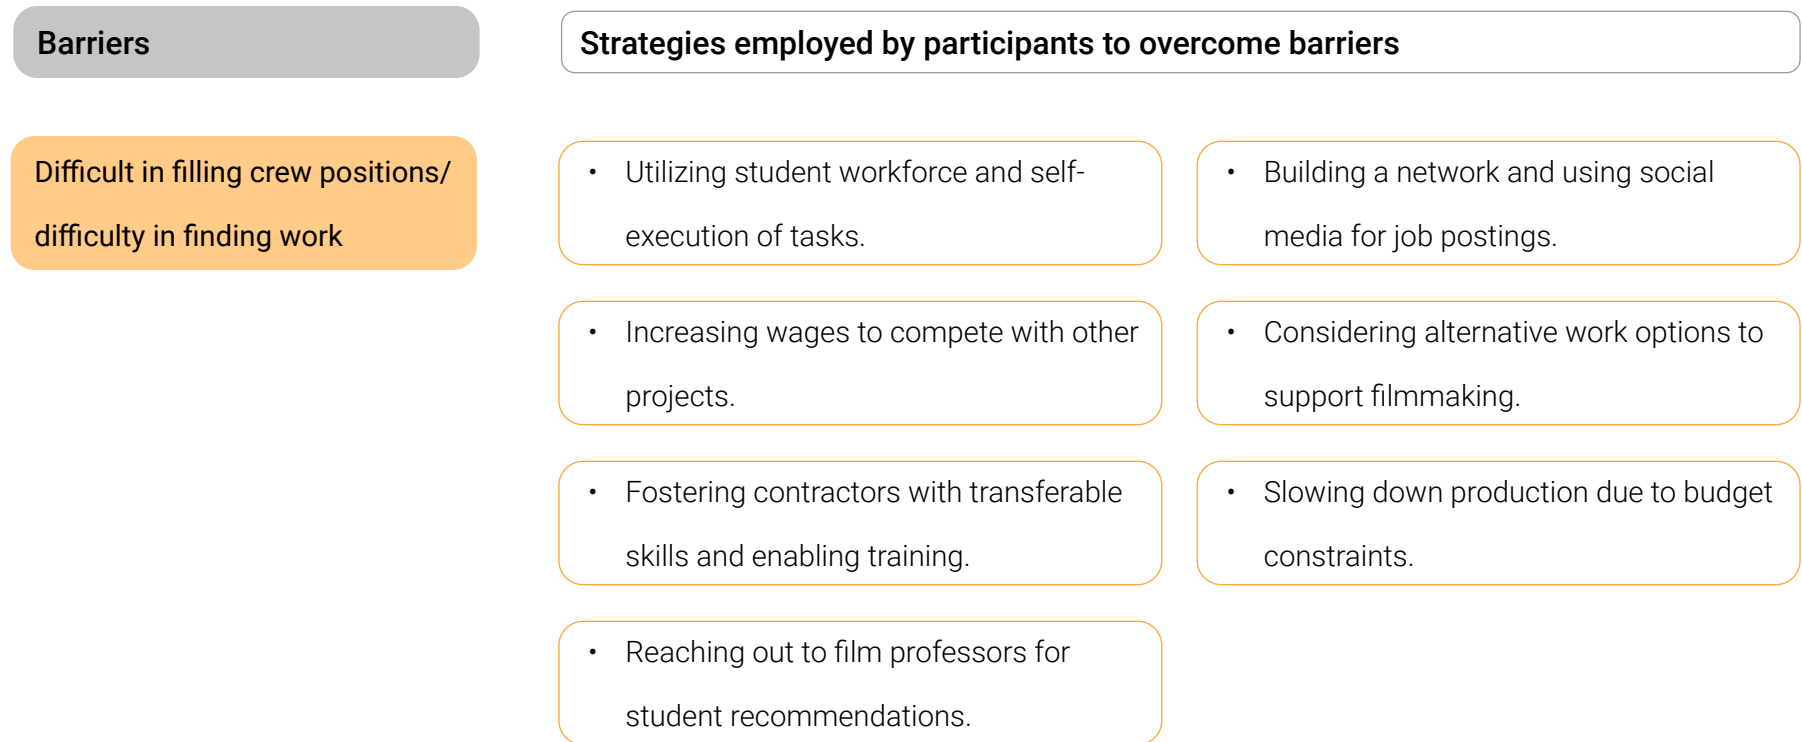 Barriers
Strategies employed by participants to overcome barriers
Difficult in filling crew positions/
difficulty in finding work
• Utilizing student workforce and self-
execution of tasks.
• Building a network and using social
media for job postings.
• Increasing wages to compete with other
projects.
• Considering alternative work options to
support filmmaking.
• Fostering contractors with transferable
skills and enabling training.
• Slowing down production due to budget
constraints.
• Reaching out to film professors for
student recommendations.